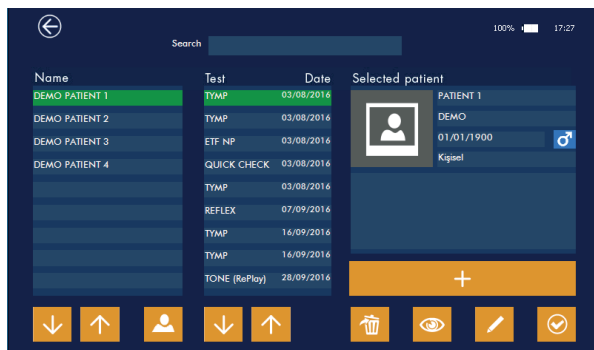 100% 17:27
Search
Name Test Date Selected patient
DEMO PATIENT 1 TYMP 03/08/2016 PATIENT 1
DEMO PATIENT 2 TYMP 03/08/2016 DEMO
DEMO PATIENT 3 ETF NP 03/08/2016 01/01/1900
DEMO PATIENT 4 QUICK CHECK 03/08/2016 Kişisel
TYMP 03/08/2016
REFLEX 07/09/2016
TYMP 16/09/2016
TYMP 16/09/2016
TONE (RePlay) 28/09/2016